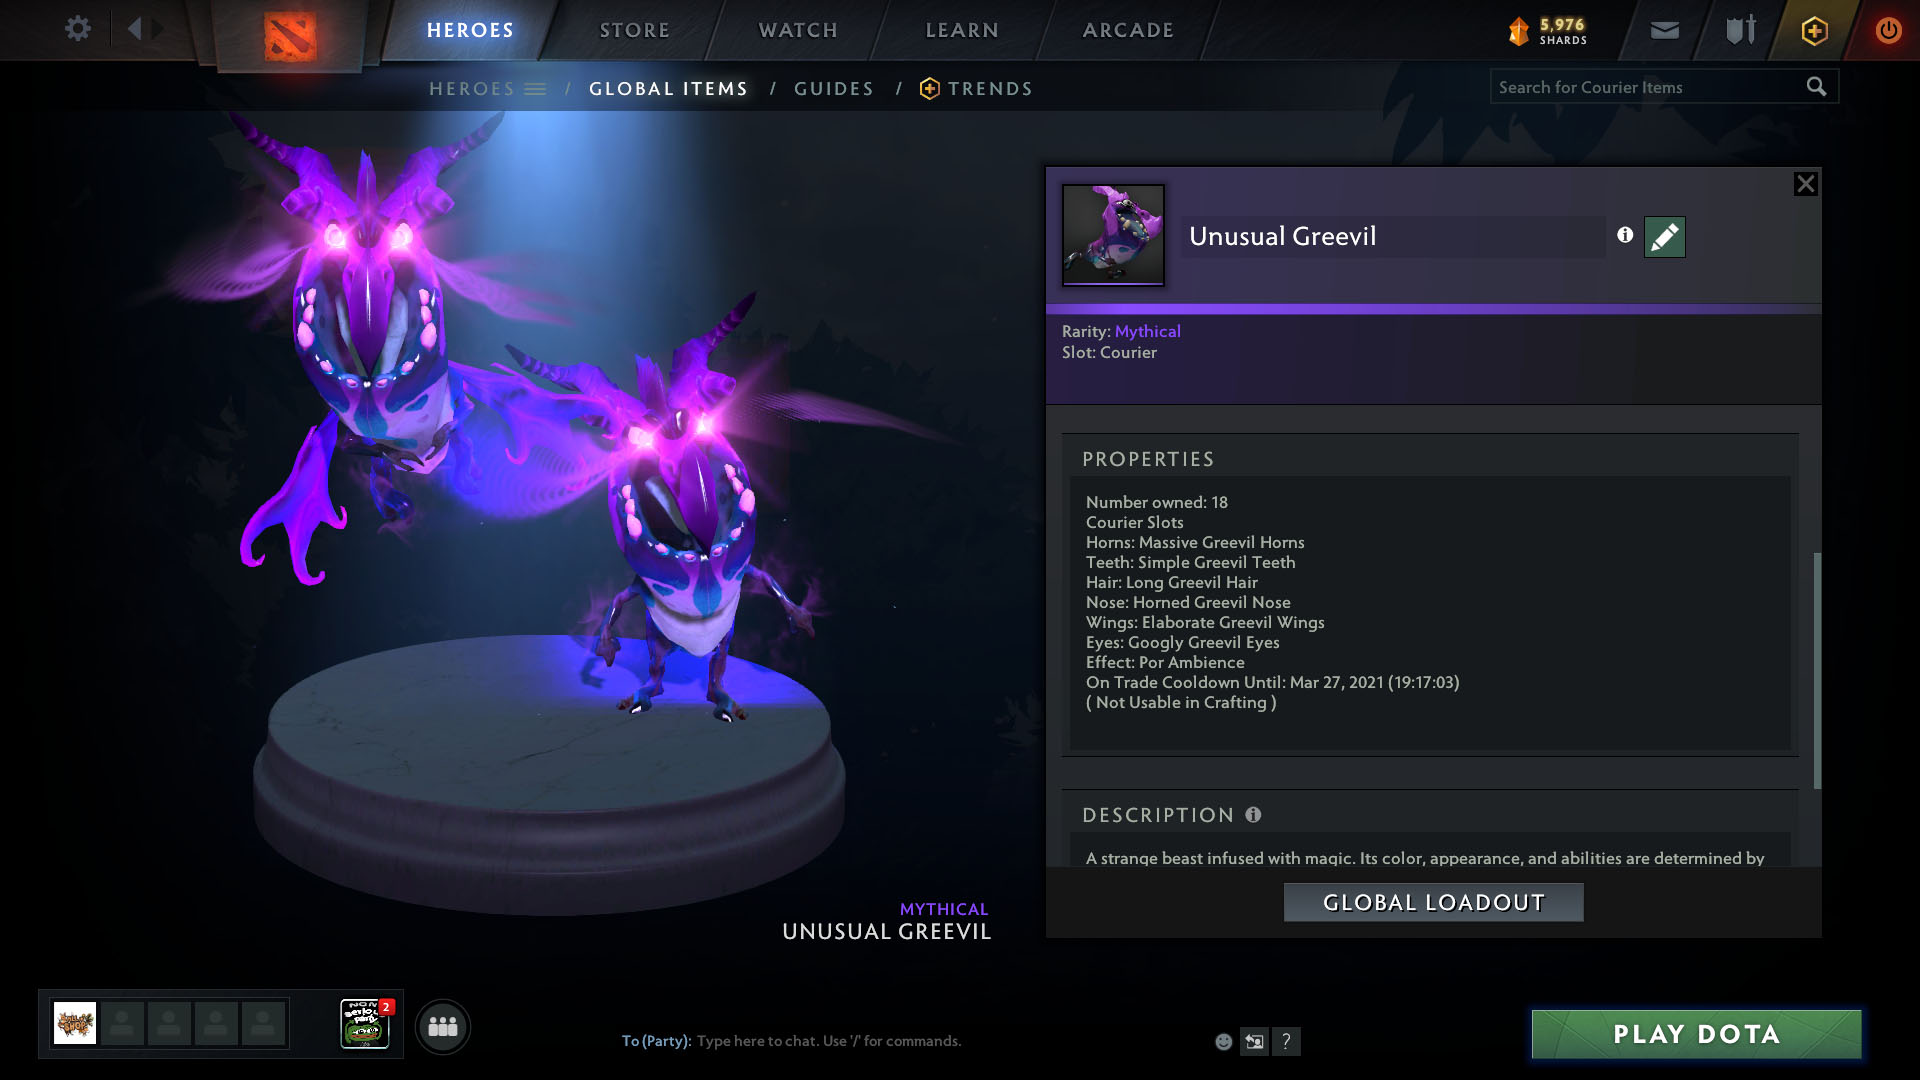 HEROES
STORE
WATCH
LEARN
ARCADE
5,976
SHARDS
HEROES / GLOBAL ITEMS / GUIDES / TRENDS
Search for Courier Items
Unusual Greevil
Rarity: Mythical
Slot: Courier
PROPERTIES
Number owned: 18
Courier Slots
Horns: Massive Greevil Horns
Teeth: Simple Greevil Teeth
Hair: Long Greevil Hair
Nose: Horned Greevil Nose
Wings: Elaborate Greevil Wings
Eyes: Googly Greevil Eyes
Effect: Por Ambience
On Trade Cooldown Until: Mar 27, 2021 (19:17:03)
( Not Usable in Crafting )
DESCRIPTION
A strange beast infused with magic. Its color, appearance, and abilities are determined by
GLOBAL LOADOUT
MYTHICAL
UNUSUAL GREEVIL
2
To (Party): Type here to chat. Use '/' for commands.
?
PLAY DOTA